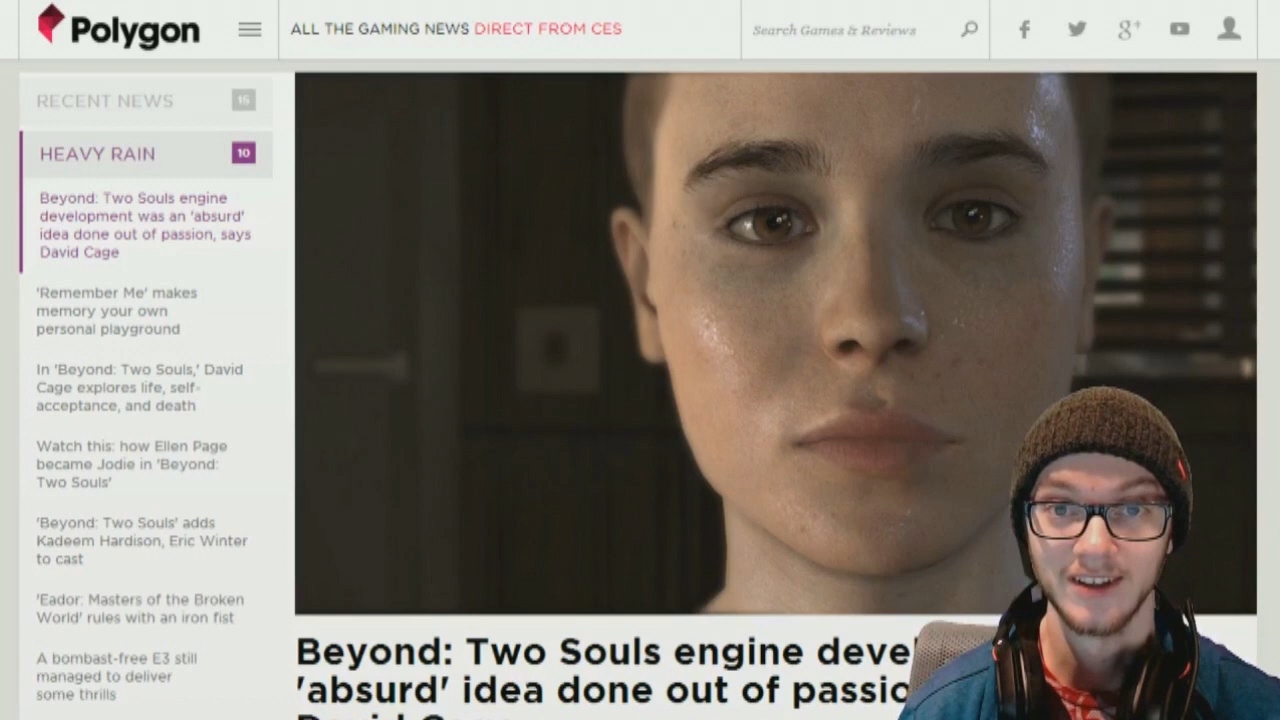 Polygon
ALL THE GAMING NEWS DIRECT FROM CES
Search Games & Reviews
RECENT NEWS 15
HEAVY RAIN 10
Beyond: Two Souls engine
development was an 'absurd'
idea done out of passion, says
David Cage
'Remember Me' makes
memory your own
personal playground
In 'Beyond: Two Souls,' David
Cage explores life, self-
acceptance, and death
Watch this: how Ellen Page
became Jodie in 'Beyond:
Two Souls'
'Beyond: Two Souls' adds
Kadeem Hardison, Eric Winter
to cast
'Eador: Masters of the Broken
World' rules with an iron fist
A bombast-free E3 still
managed to deliver
some thrills
Beyond: Two Souls engine deve
'absurd' idea done out of passio
David Cage